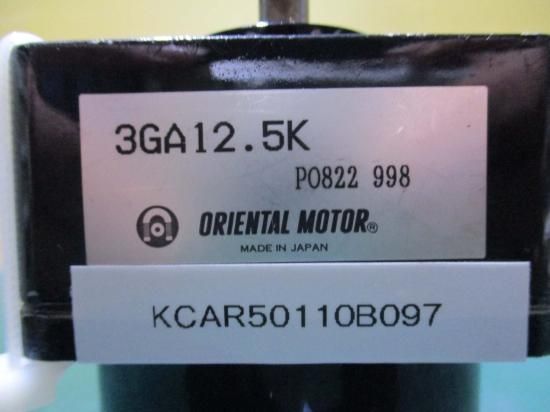 3GA12.5K
P0822 998
ORIENTAL MOTOR®
MADE IN JAPAN
KCAR50110B097